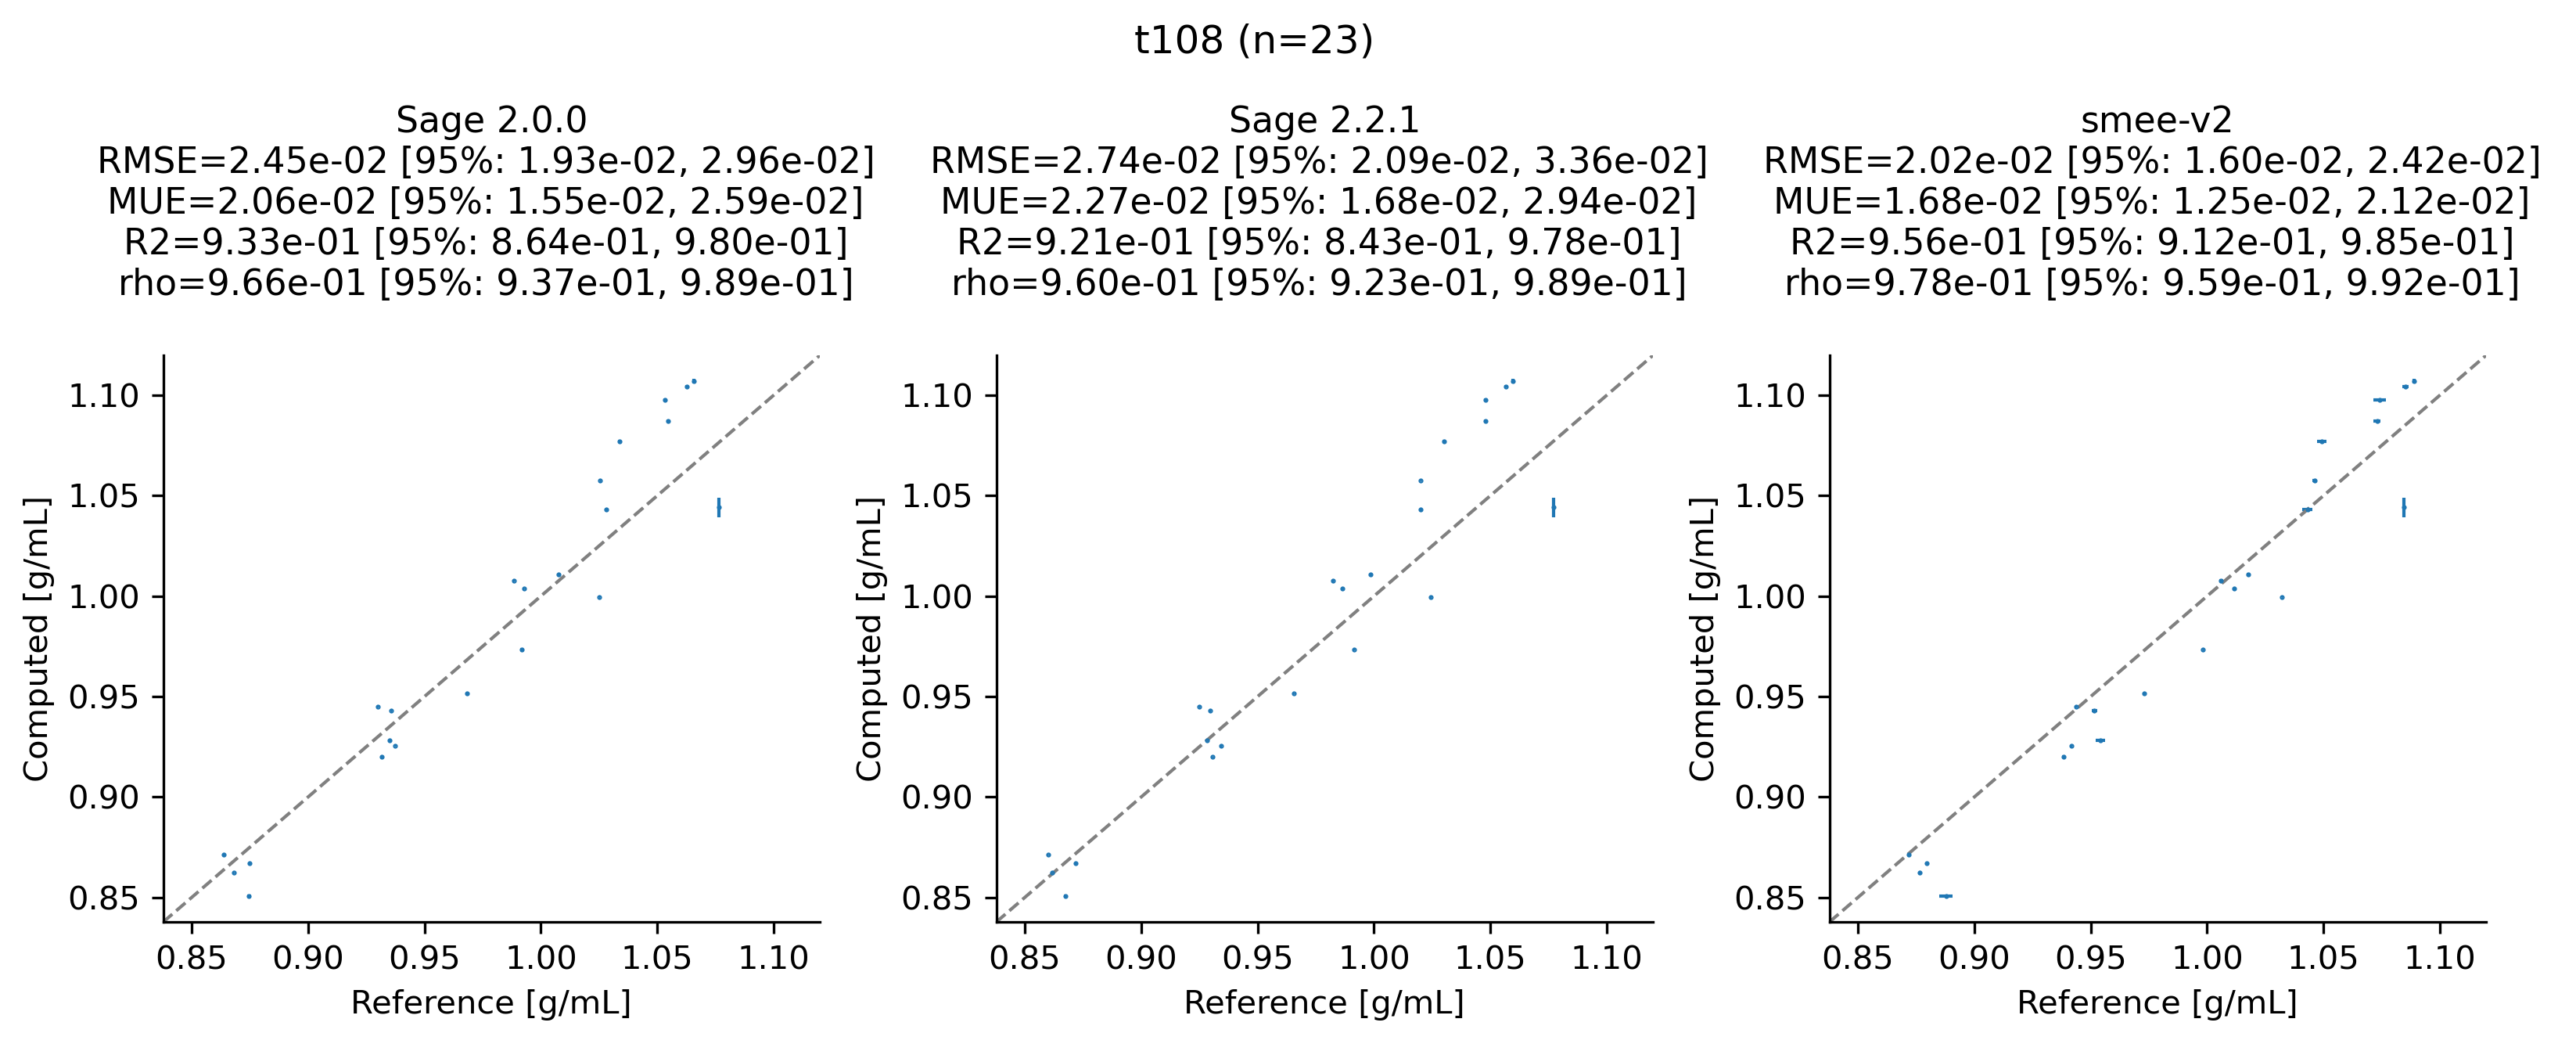 t108 (n=23)
Sage 2.0.0
RMSE=2.45e-02 [95%: 1.93e-02, 2.96e-02]
MUE=2.06e-02 [95%: 1.55e-02, 2.59e-02]
R2=9.33e-01 [95%: 8.64e-01, 9.80e-01]
rho=9.66e-01 [95%: 9.37e-01, 9.89e-01]
1.10
1.05
1.00
0.95
0.90
0.85
Computed [g/mL]
0.85 0.90 0.95 1.00 1.05 1.10
Reference [g/mL]
Sage 2.2.1
RMSE=2.74e-02 [95%: 2.09e-02, 3.36e-02]
MUE=2.27e-02 [95%: 1.68e-02, 2.94e-02]
R2=9.21e-01 [95%: 8.43e-01, 9.78e-01]
rho=9.60e-01 [95%: 9.23e-01, 9.89e-01]
1.10
1.05
1.00
0.95
0.90
0.85
Computed [g/mL]
0.85 0.90 0.95 1.00 1.05 1.10
Reference [g/mL]
smee-v2
RMSE=2.02e-02 [95%: 1.60e-02, 2.42e-02]
MUE=1.68e-02 [95%: 1.25e-02, 2.12e-02]
R2=9.56e-01 [95%: 9.12e-01, 9.85e-01]
rho=9.78e-01 [95%: 9.59e-01, 9.92e-01]
1.10
1.05
1.00
0.95
0.90
0.85
Computed [g/mL]
0.85 0.90 0.95 1.00 1.05 1.10
Reference [g/mL]